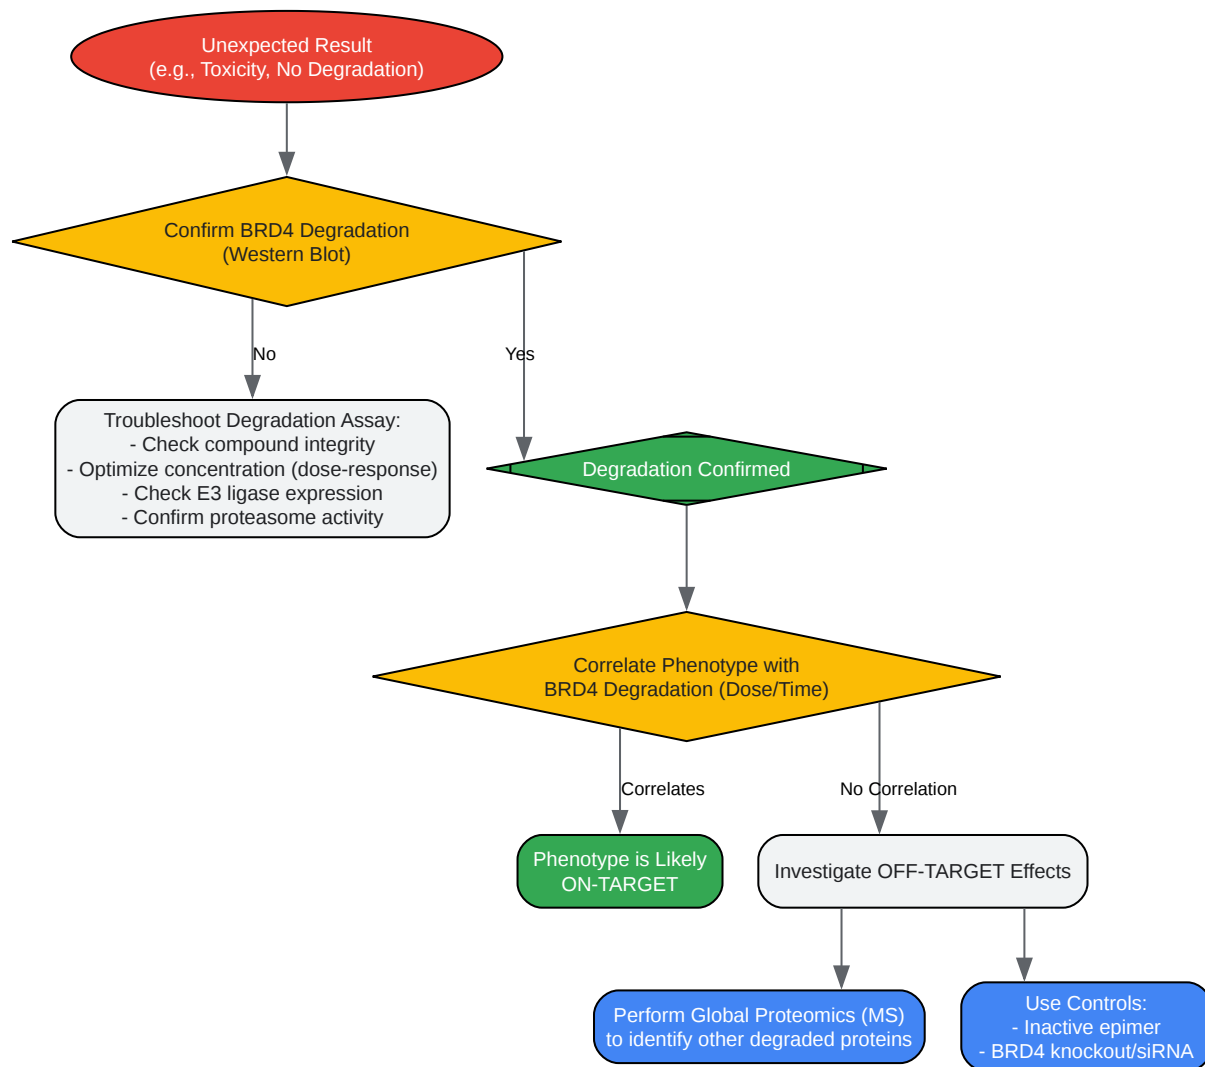 Unexpected Result
(e.g., Toxicity, No Degradation)
Confirm BRD4 Degradation
(Western Blot)
No
Yes
Troubleshoot Degradation Assay:
- Check compound integrity
- Optimize concentration (dose-response)
- Check E3 ligase expression
- Confirm proteasome activity
Degradation Confirmed
Correlate Phenotype with
BRD4 Degradation (Dose/Time)
Correlates
No Correlation
Phenotype is Likely
ON-TARGET
Investigate OFF-TARGET Effects
Perform Global Proteomics (MS)
to identify other degraded proteins
Use Controls:
- Inactive epimer
- BRD4 knockout/siRNA